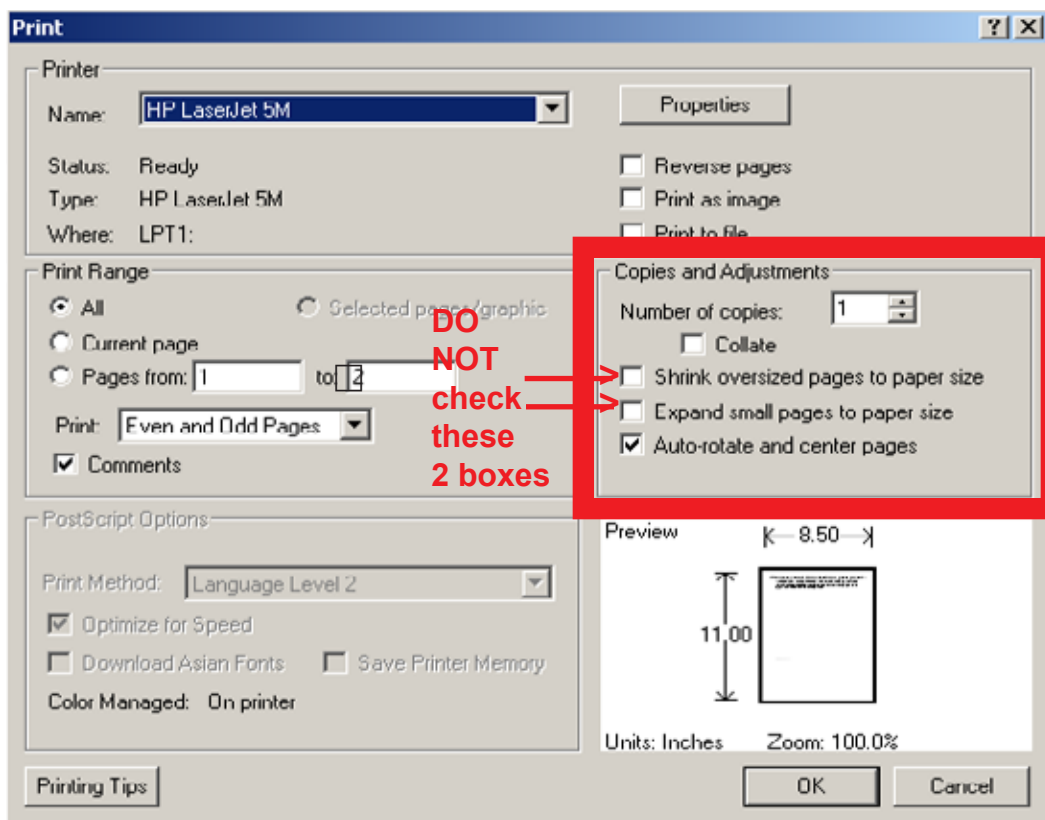 Print
Printer
Name: HP LaserJet 5M
Properties
Status: Ready
Type: HP LaserJet 5M
Where: LPT1:
Reverse pages
Print as image
Print to file
Print Range
All
Selected pages/graphic
Current page
Pages from: 1 to: 2
Print: Even and Odd Pages
Comments
DO
NOT
check
these
2 boxes
Copies and Adjustments
Number of copies: 1
Collate
Shrink oversized pages to paper size
Expand small pages to paper size
Auto-rotate and center pages
PostScript Options
Print Method: Language Level 2
Optimize for Speed
Download Asian Fonts
Save Printer Memory
Color Managed: On printer
Preview
8.50
11.00
Units: Inches Zoom: 100.0%
Printing Tips
OK
Cancel